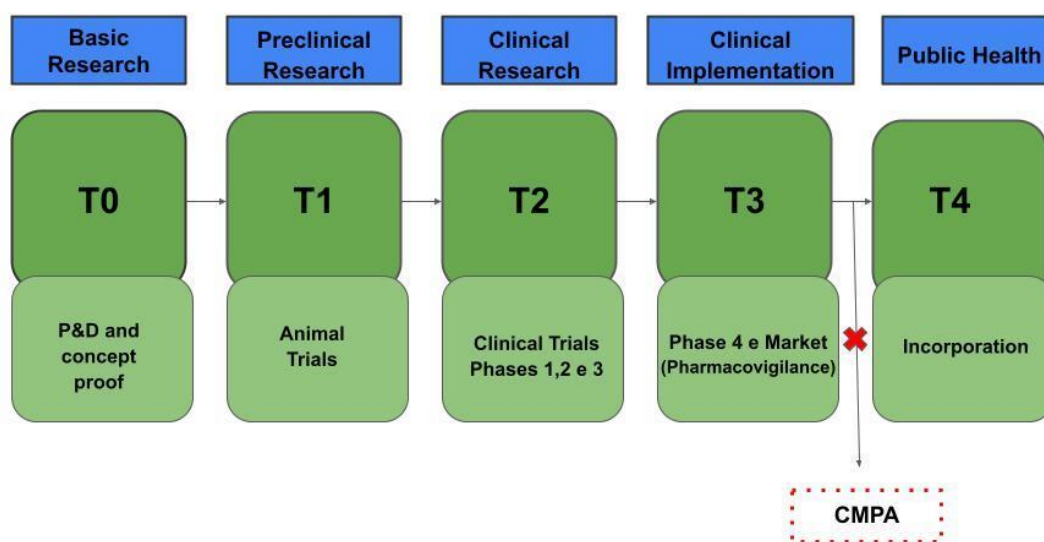 Basic
Research
Preclinical
Research
Clinical
Research
Clinical
Implementation
Public Health
T0
T1
T2
T3
T4
P&D and
concept
proof
Animal
Trials
Clinical Trials
Phases 1,2 e 3
Phase 4 e Market
(Pharmacovigilance)
Incorporation
CMPA